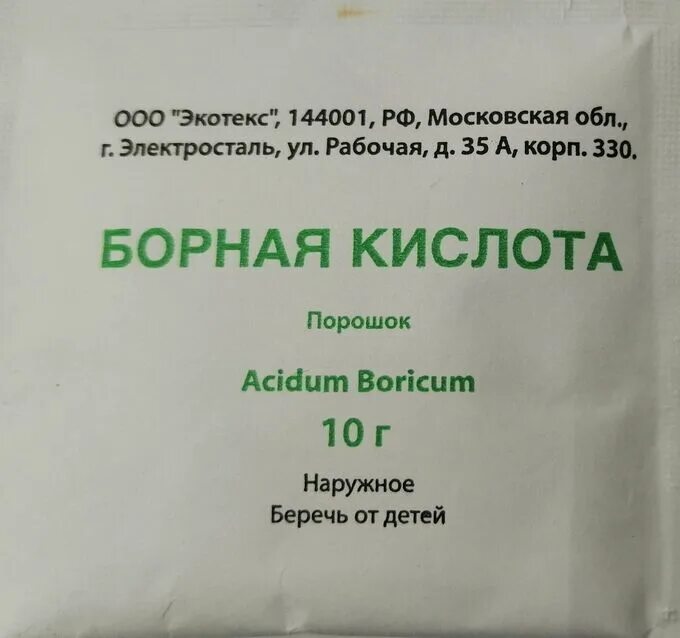 ООО "Экотекс", 144001, РФ, Московская обл.,
г. Электросталь, ул. Рабочая, д. 35 А, корп. 330.
БОРНАЯ КИСЛОТА
Порошок
Acidum Boricum
10 г
Наружное
Беречь от детей